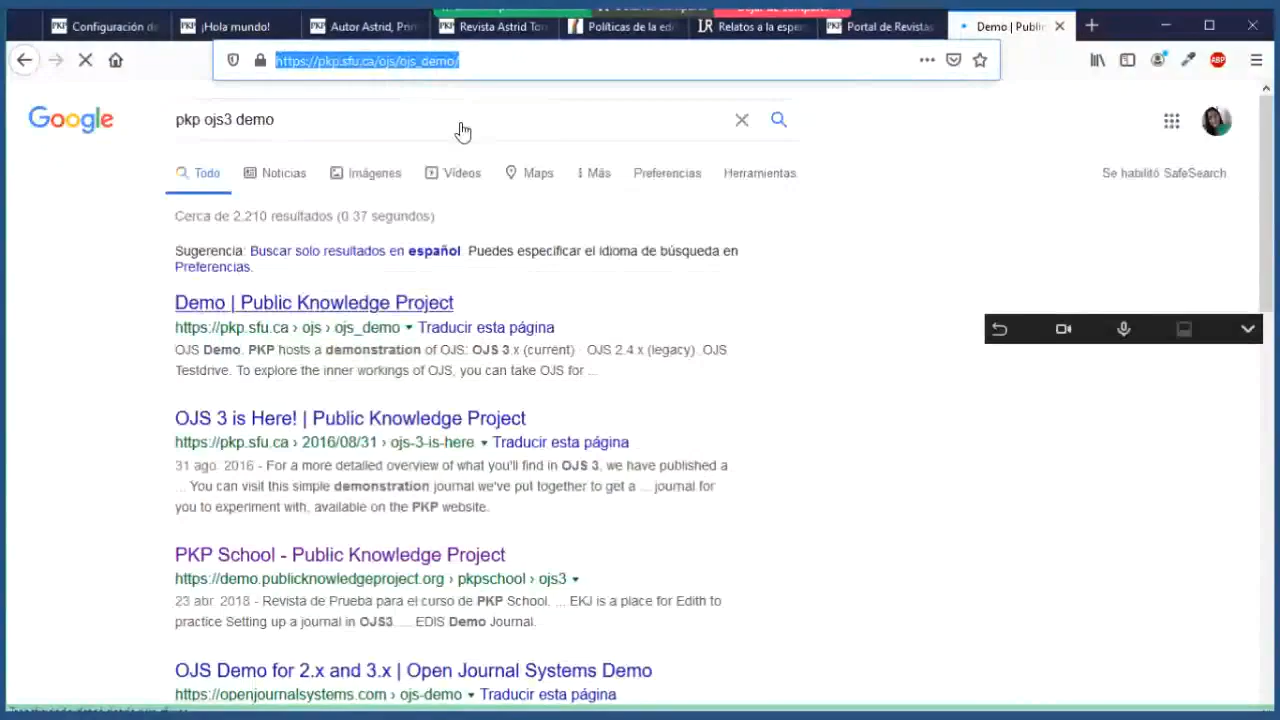 Configuración de
¡Hola mundo!
Autor Astrid, Prim
Revista Astrid To
Políticas de la edi
Relatos a la espe
Portal de Revistas
Demo | Public
https://pkp.sfu.ca/ojs/ojs_demo/
ABP
Google
pkp ojs3 demo
Todo
Noticias
Imágenes
Vídeos
Maps
Más
Preferencias
Herramientas
Se habilitó SafeSearch
Cerca de 2,210 resultados (0.37 segundos)
Sugerencia: Buscar solo resultados en español. Puedes especificar el idioma de búsqueda en
Preferencias.
Demo | Public Knowledge Project
https://pkp.sfu.ca › ojs › ojs_demo ▾ Traducir esta página
OJS Demo. PKP hosts a demonstration of OJS: OJS 3.x (current) · OJS 2.4.x (legacy). OJS
Testdrive. To explore the inner workings of OJS, you can take OJS for ...
OJS 3 is Here! | Public Knowledge Project
https://pkp.sfu.ca › 2016/08/31 › ojs-3-is-here ▾ Traducir esta página
31 ago. 2016 - For a more detailed overview of what you'll find in OJS 3, we have published a
... You can visit this simple demonstration journal we've put together to get a ... journal for
you to experiment with, available on the PKP website.
PKP School - Public Knowledge Project
https://demo.publicknowledgeproject.org › pkpschool › ojs3 ▾
23 abr. 2018 - Revista de Prueba para el curso de PKP School. ... EKJ is a place for Edith to
practice Setting up a journal in OJS3. ... EDIS Demo Journal.
OJS Demo for 2.x and 3.x | Open Journal Systems Demo
https://openjournalsystems.com › ojs-demo ▾ Traducir esta página